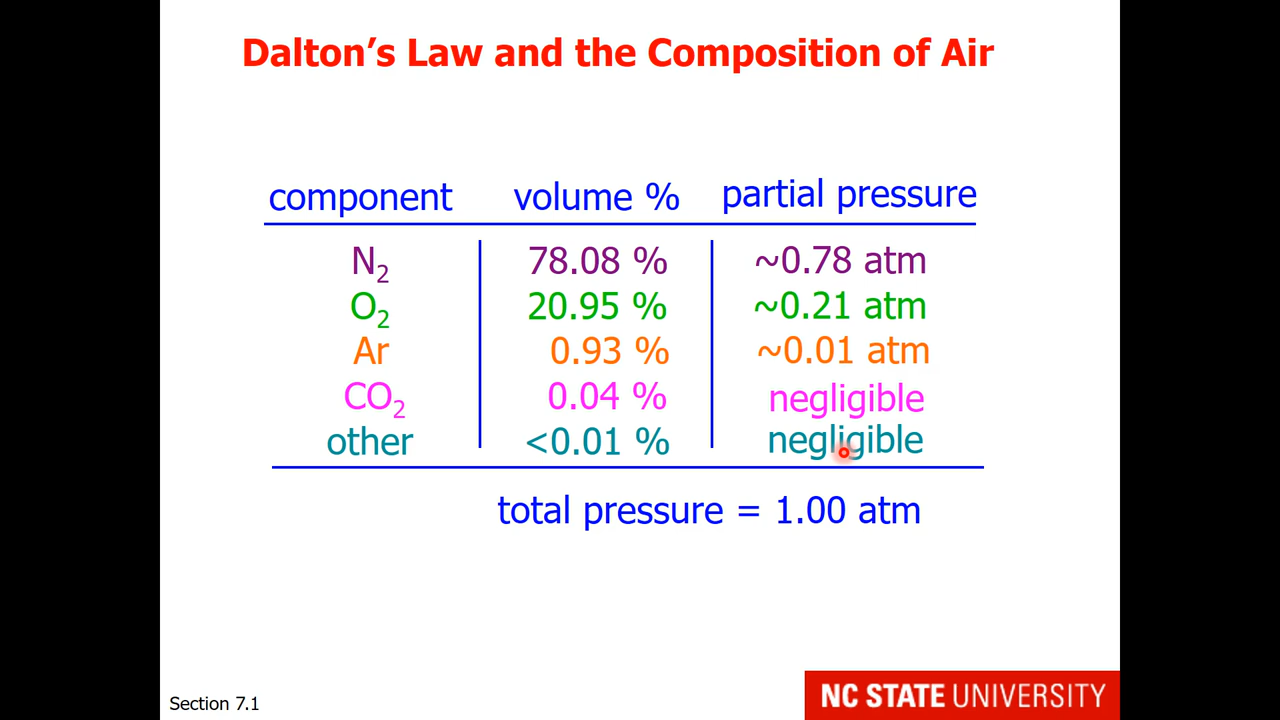 Dalton’s Law and the Composition of Air
component volume % partial pressure
N₂ 78.08 % ~0.78 atm
O₂ 20.95 % ~0.21 atm
Ar 0.93 % ~0.01 atm
CO₂ 0.04 % negligible
other <0.01 % negligible
total pressure = 1.00 atm
Section 7.1
NC STATE UNIVERSITY